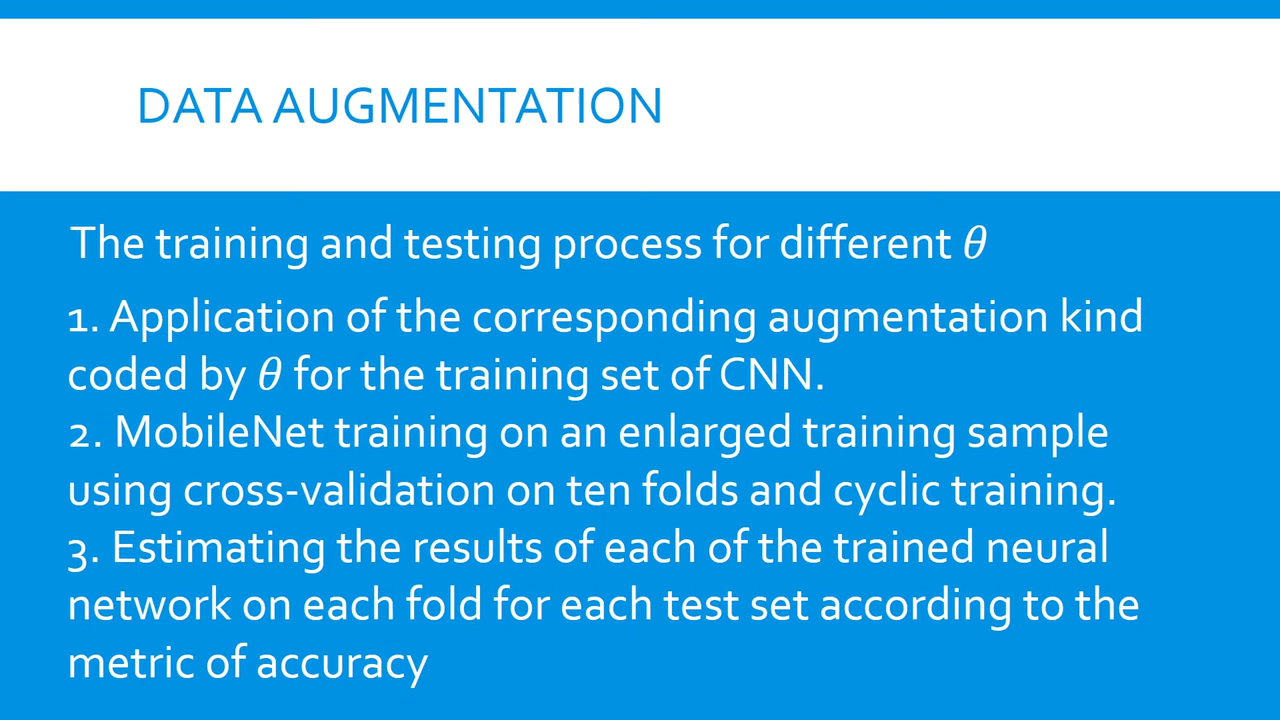 DATA AUGMENTATION
The training and testing process for different θ
1. Application of the corresponding augmentation kind
coded by θ for the training set of CNN.
2. MobileNet training on an enlarged training sample
using cross-validation on ten folds and cyclic training.
3. Estimating the results of each of the trained neural
network on each fold for each test set according to the
metric of accuracy